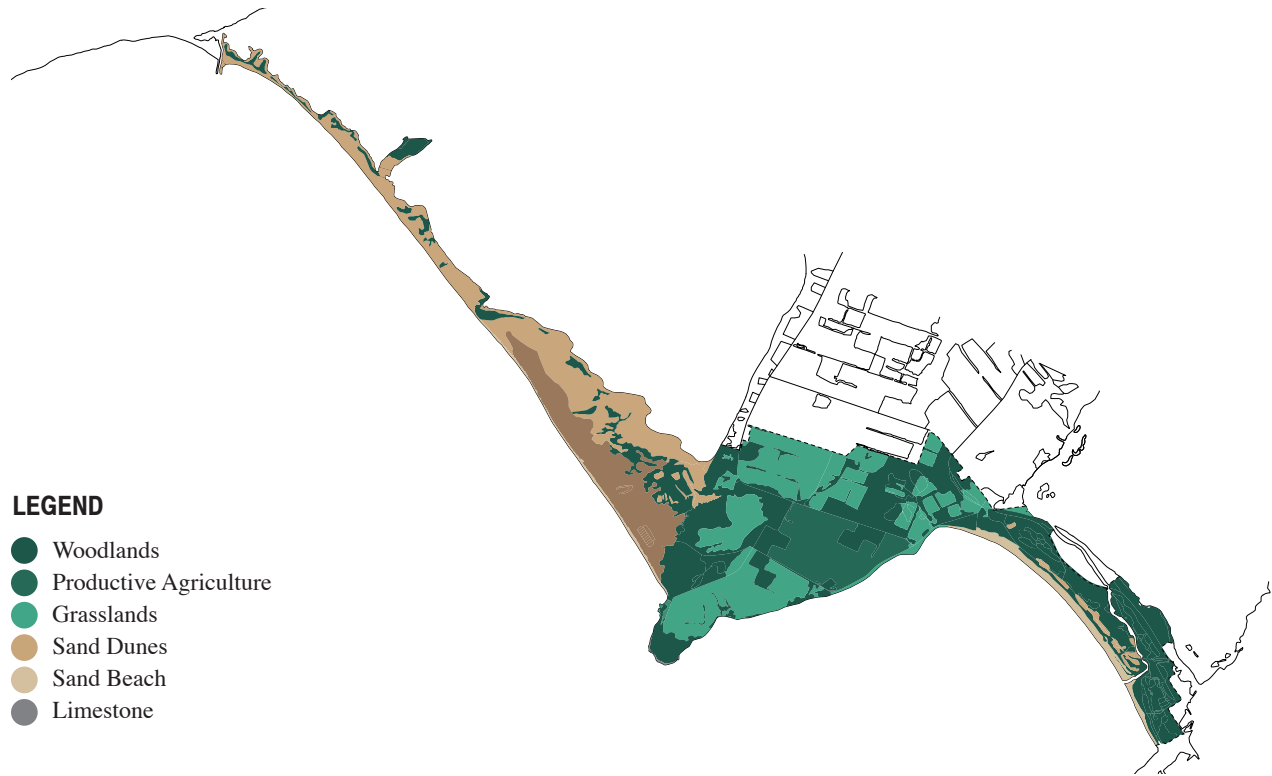 LEGEND
Woodlands
Productive Agriculture
Grasslands
Sand Dunes
Sand Beach
Limestone